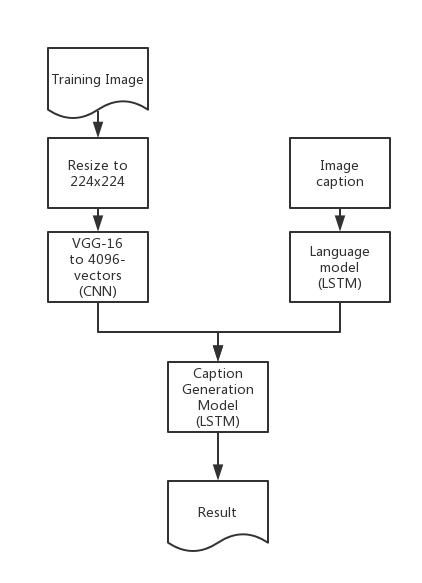 Training Image
Resize to
224x224
Image
caption
VGG-16
to 4096-
vectors
(CNN)
Language
model
(LSTM)
Caption
Generation
Model
(LSTM)
Result